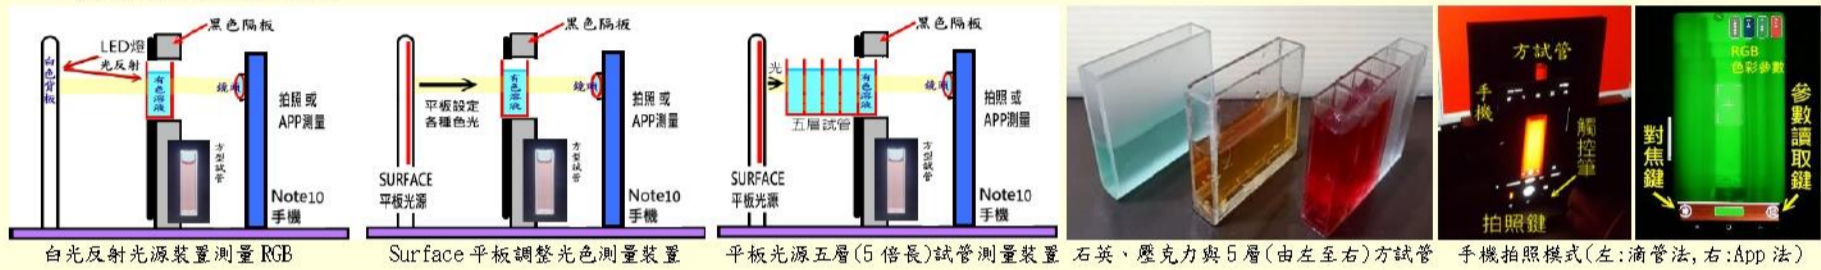 黑色隔板
LED燈
光反射
白色背板
有色溶液
鏡頭
拍照或
APP測量
方型試管
Note10
手機
白光反射光源裝置測量RGB
黑色隔板
有色溶液
平板設定
各種色光
鏡頭
拍照或
APP測量
方型試管
SURFACE
平板光源
Note10
手機
Surface平板調整光色測量裝置
黑色隔板
光
有色溶液
五層試管
鏡頭
拍照或
APP測量
方型試管
SURFACE
平板光源
Note10
手機
平板光源五層(5倍長)試管測量裝置
石英、壓克力與5層(由左至右)方試管
方試管
手機
觸控筆
拍照鍵
RGB
色彩參數
對焦鍵
參數讀取鍵
手機拍照模式(左:滴管法,右:App法)